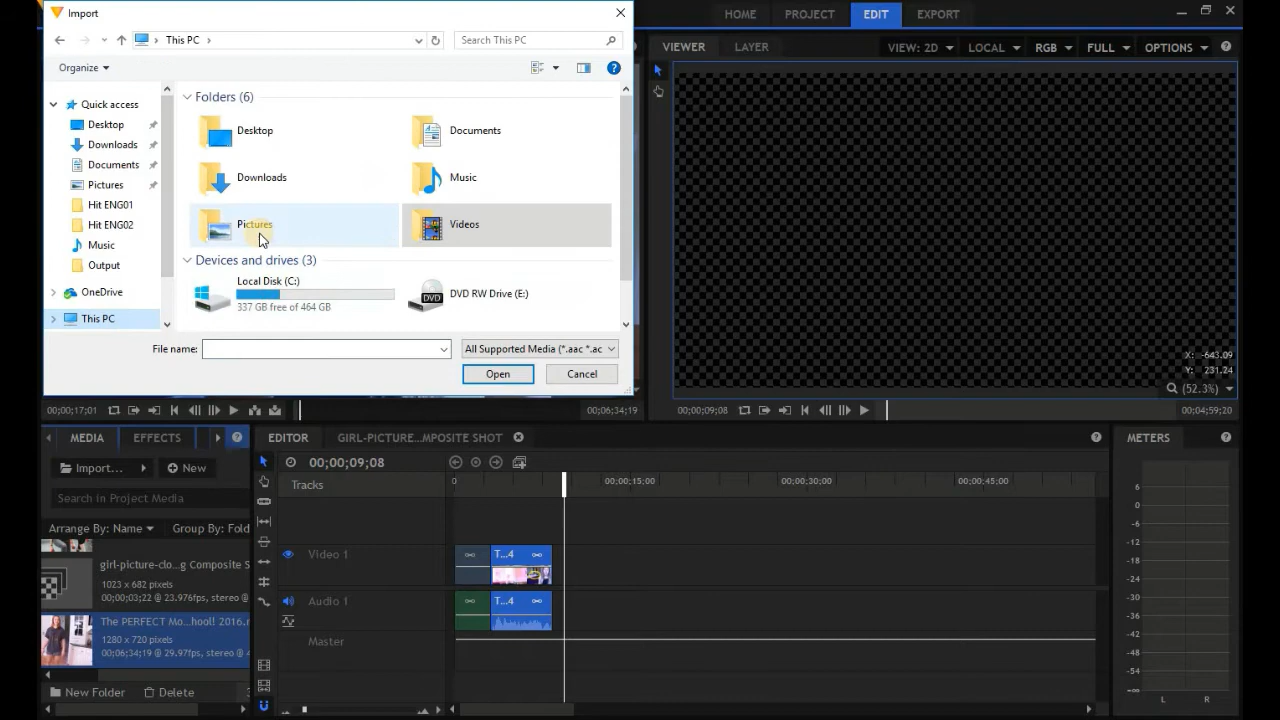 Import
HOME
PROJECT
EDIT
EXPORT
This PC
Search This PC
VIEWER
LAYER
VIEW: 2D
LOCAL
RGB
FULL
OPTIONS
Organize
Folders (6)
Quick access
Desktop
Downloads
Documents
Pictures
Hit ENG01
Hit ENG02
Music
Output
OneDrive
This PC
Desktop
Documents
Downloads
Music
Pictures
Videos
Devices and drives (3)
Local Disk (C:)
337 GB free of 464 GB
DVD RW Drive (E:)
DVD
File name:
All Supported Media (*.aac *.ac
Open
Cancel
X: -643.09
Y: 231.24
(52.3%)
00;00;17;01
00;06;34;19
00;00;09;08
00;04;59;20
MEDIA
EFFECTS
EDITOR
GIRL-PICTURE...MPOSITE SHOT
METERS
Import...
New
00;00;09;08
Search in Project Media
Tracks
0
00;00;15;00
00;00;30;00
00;00;45;00
Arrange By: Name
Group By: Fold
girl-picture-clo...g Composite S
1023 x 682 pixels
00;00;03;22 @ 23.976fps, stereo @
The PERFECT Mo...hool! 2016.r
1280 x 720 pixels
00;06;34;19 @ 29.97fps, stereo @ 4
Video 1
T...4
Audio 1
T...4
Master
6
0
-6
-12
-18
-24
-30
-36
-42
-48
-54
-∞
L
R
New Folder
Delete